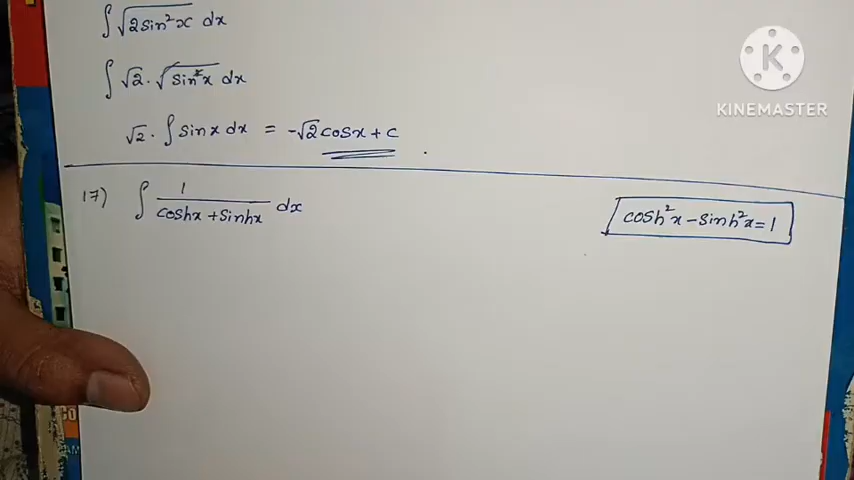 ∫ √2sin²x dx
K
KINEMASTER
∫ √2 · √sin²x dx
√2 · ∫ sinx dx = -√2 cosx + c
17) ∫ 1/(coshx + sinhx) dx
cosh²x - sinh²x = 1